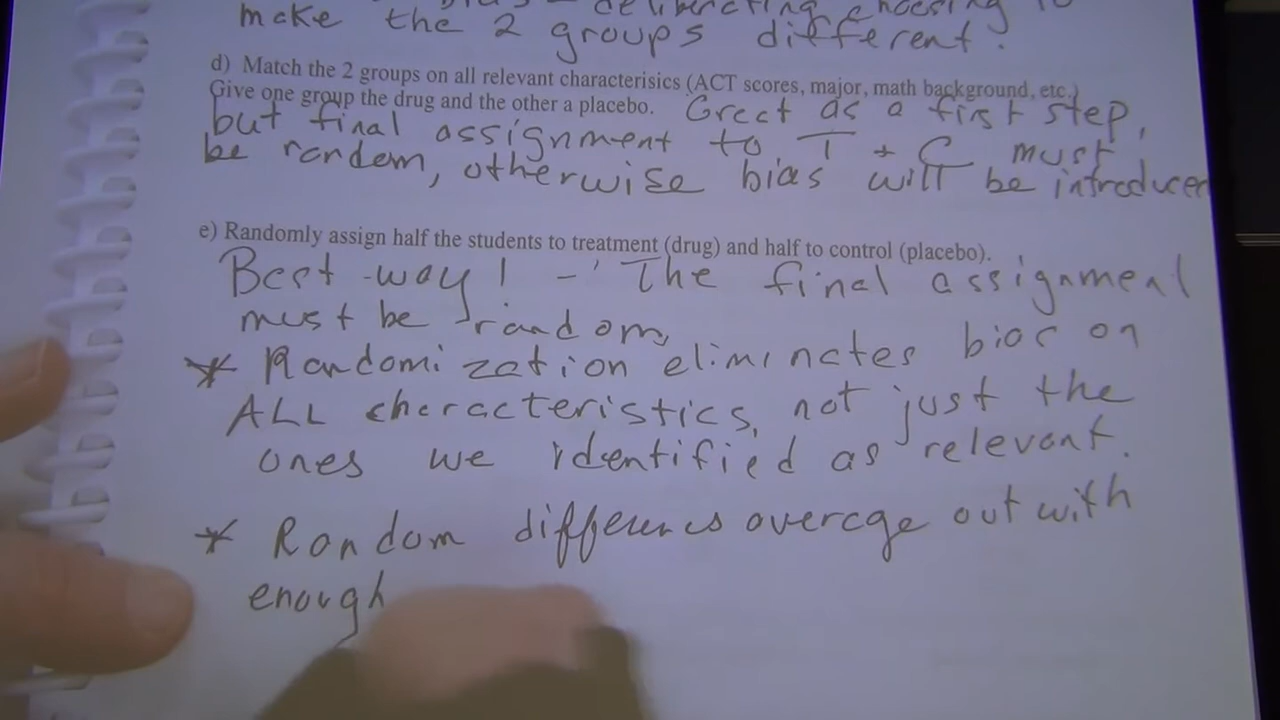 make the 2 groups different.
d) Match the 2 groups on all relevant characterisics (ACT scores, major, math background, etc.)
Give one group the drug and the other a placebo. Great as a first step,
but final assignment to T + C must
be random, otherwise bias will be introduced
e) Randomly assign half the students to treatment (drug) and half to control (placebo).
Best way! - The final assignment
must be random,
* Randomization eliminates bias on
ALL characteristics, not just the
ones we identified as relevant.
* Random differences average out with
enough